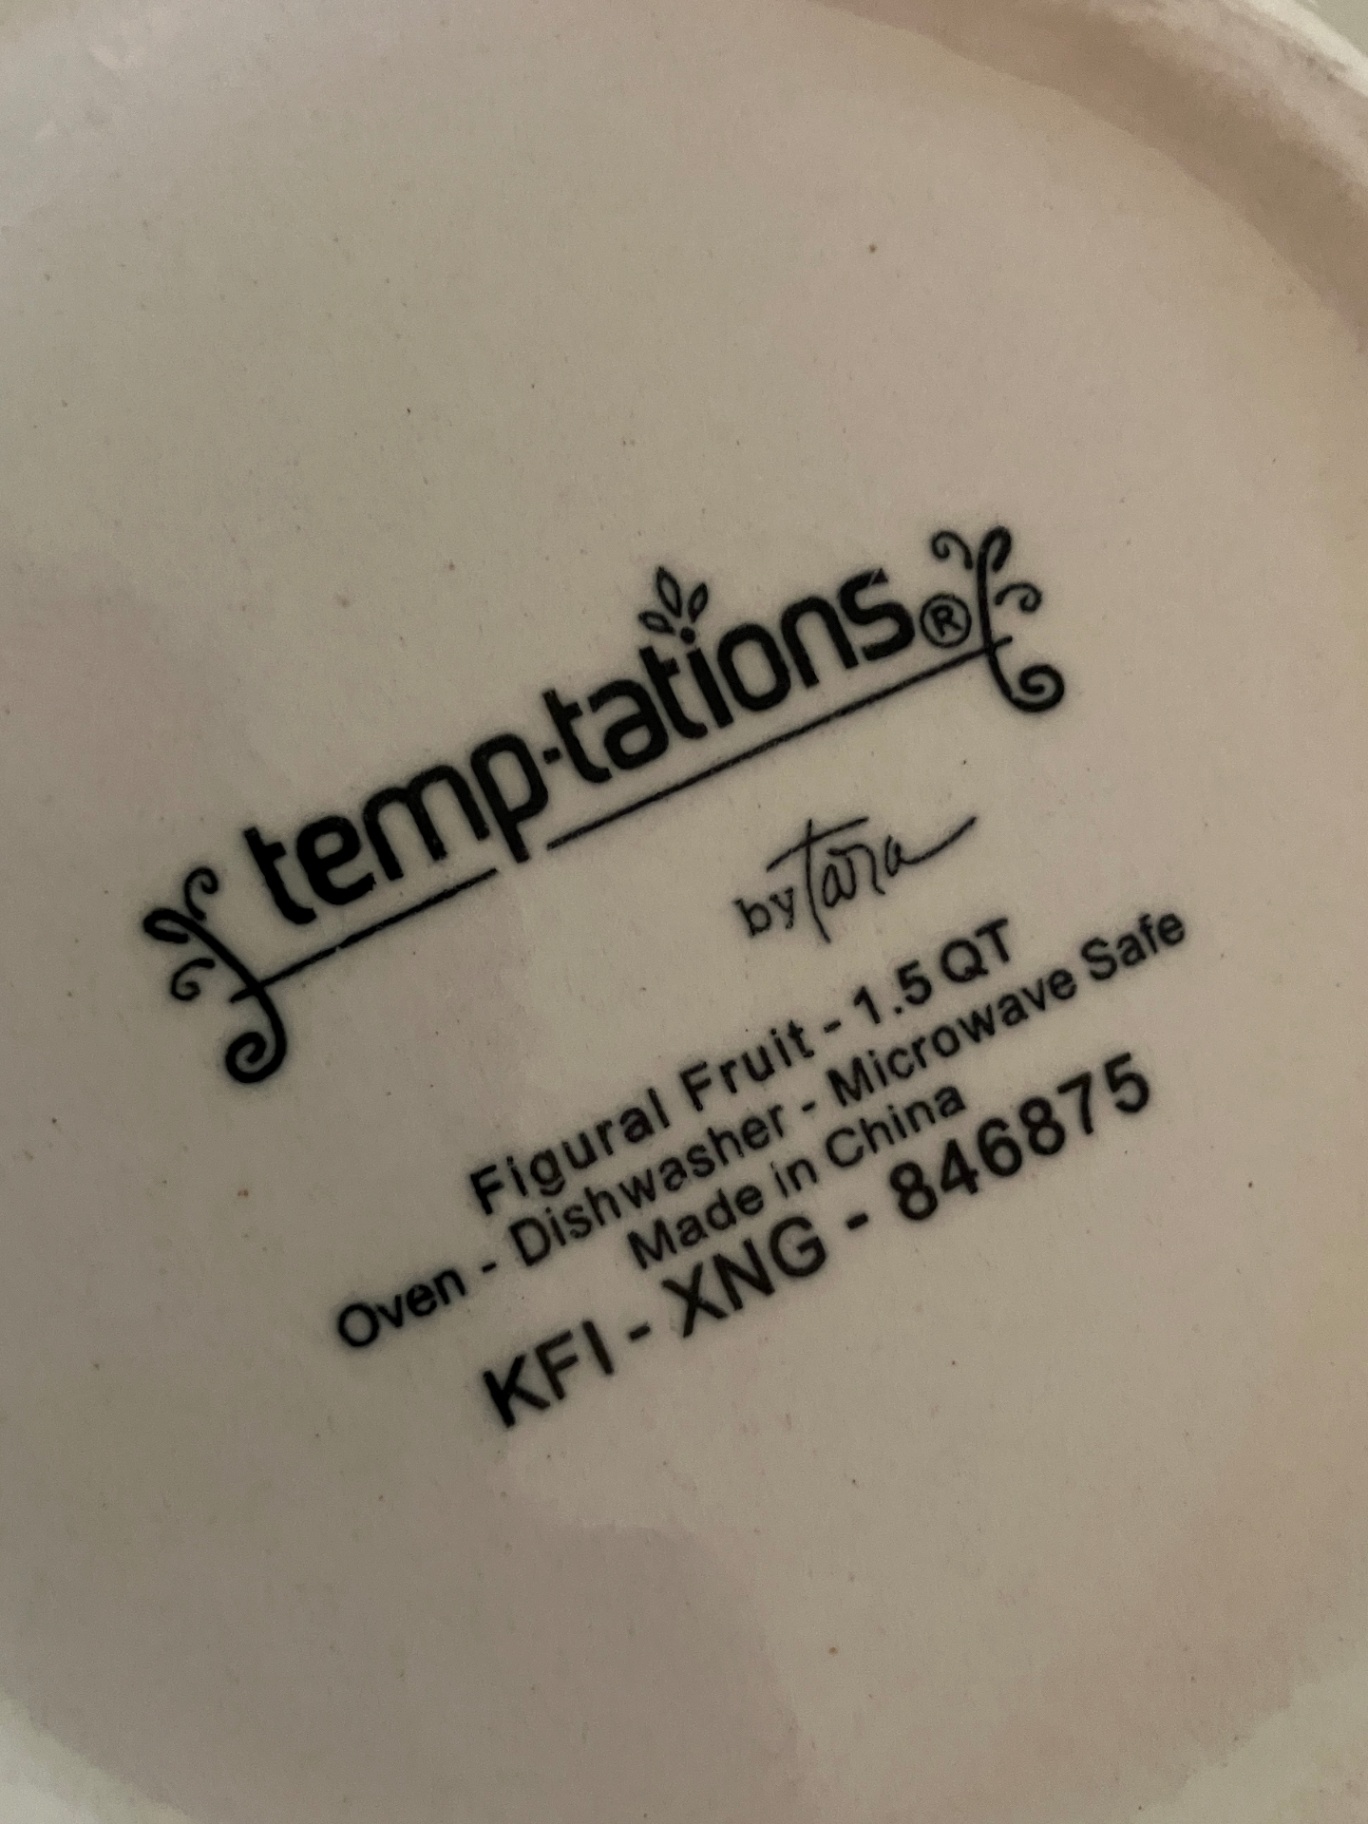 temp·tations®
by Tara
Figural Fruit - 1.5 QT
Oven - Dishwasher - Microwave Safe
Made in China
KFI - XNG - 846875